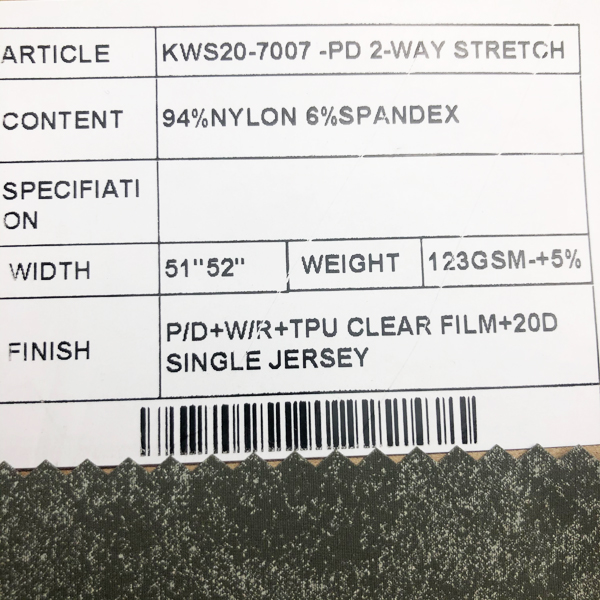 ARTICLE KWS20-7007 -PD 2-WAY STRETCH
CONTENT 94%NYLON 6%SPANDEX
SPECIFIATI
ON
WIDTH 51"52" WEIGHT 123GSM-+5%
FINISH P/D+W/R+TPU CLEAR FILM+20D
SINGLE JERSEY